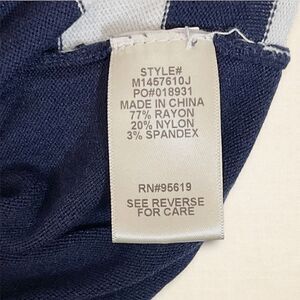 STYLE#
M1457610J
PO#018931
MADE IN CHINA
77% RAYON
20% NYLON
3% SPANDEX
RN#95619
SEE REVERSE
FOR CARE